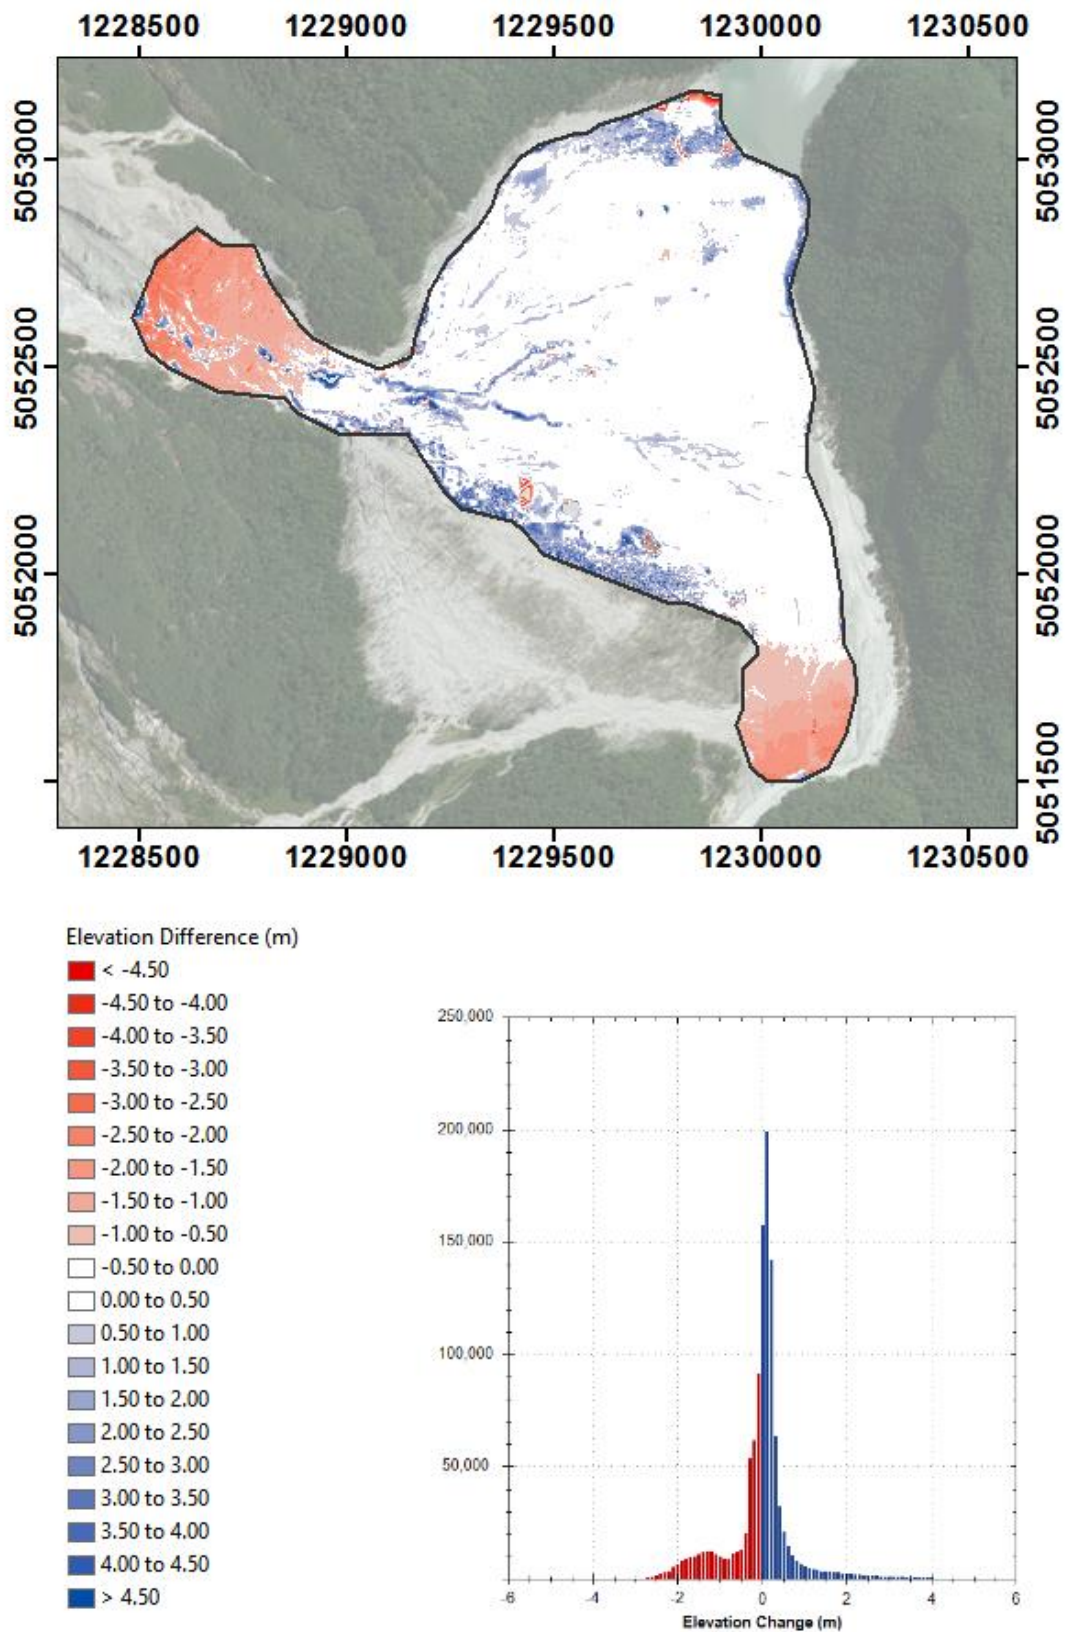 1228500 1229000 1229500 1230000 1230500
5053000 5053000
5052500 5052500
5052000 5052000
5051500
1228500 1229000 1229500 1230000 1230500
Elevation Difference (m)
< -4.50
-4.50 to -4.00
-4.00 to -3.50
-3.50 to -3.00
-3.00 to -2.50
-2.50 to -2.00
-2.00 to -1.50
-1.50 to -1.00
-1.00 to -0.50
-0.50 to 0.00
0.00 to 0.50
0.50 to 1.00
1.00 to 1.50
1.50 to 2.00
2.00 to 2.50
2.50 to 3.00
3.00 to 3.50
3.50 to 4.00
4.00 to 4.50
> 4.50
250,000
200,000
150,000
100,000
50,000
-6 -4 -2 0 2 4 6
Elevation Change (m)